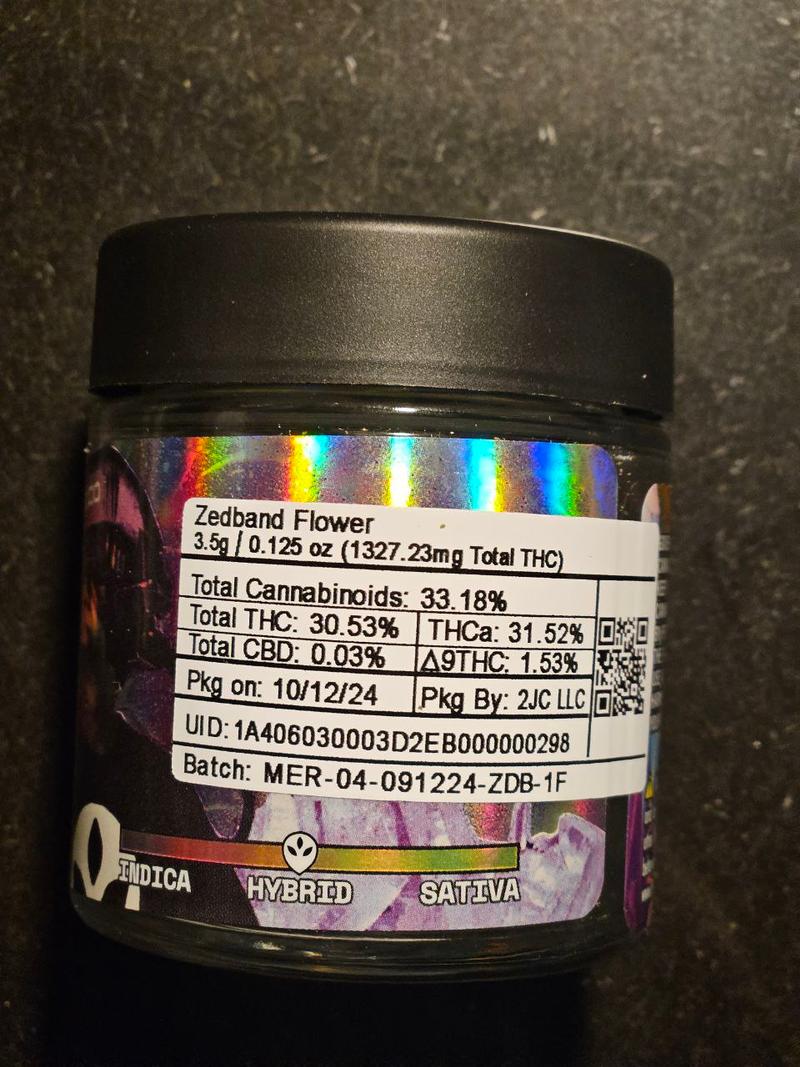 Zedband Flower
3.5g / 0.125 oz (1327.23mg Total THC)
Total Cannabinoids: 33.18%
Total THC: 30.53% THCa: 31.52%
Total CBD: 0.03% Δ9THC: 1.53%
Pkg on: 10/12/24 Pkg By: 2JC LLC
UID: 1A406030003D2EB000000298
Batch: MER-04-091224-ZDB-1F
INDICA HYBRID SATIVA